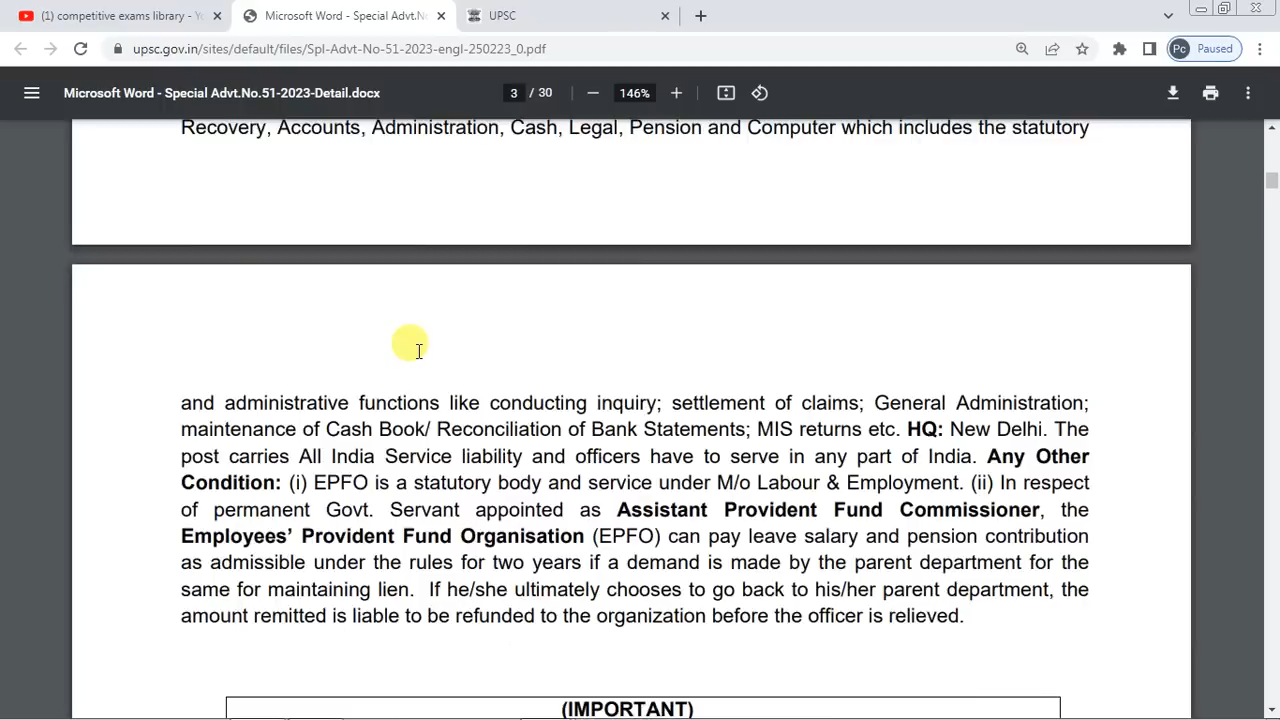 (1) competitive exams library - Yo
Microsoft Word - Special Advt.No.
UPSC
upsc.gov.in/sites/default/files/Spl-Advt-No-51-2023-engl-250223_0.pdf
Pc Paused
Microsoft Word - Special Advt.No.51-2023-Detail.docx
3 / 30
146%
Recovery, Accounts, Administration, Cash, Legal, Pension and Computer which includes the statutory
and administrative functions like conducting inquiry; settlement of claims; General Administration;
maintenance of Cash Book/ Reconciliation of Bank Statements; MIS returns etc. HQ: New Delhi. The
post carries All India Service liability and officers have to serve in any part of India. Any Other
Condition: (i) EPFO is a statutory body and service under M/o Labour & Employment. (ii) In respect
of permanent Govt. Servant appointed as Assistant Provident Fund Commissioner, the
Employees' Provident Fund Organisation (EPFO) can pay leave salary and pension contribution
as admissible under the rules for two years if a demand is made by the parent department for the
same for maintaining lien. If he/she ultimately chooses to go back to his/her parent department, the
amount remitted is liable to be refunded to the organization before the officer is relieved.
(IMPORTANT)